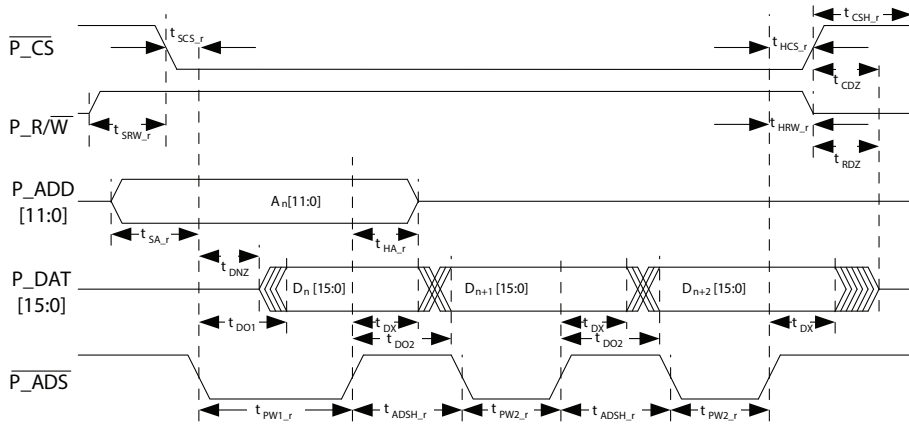 t CSH_r
P_CS
t SCS_r
t HCS_r
t CDZ
P_R/W
t SRW_r
t HRW_r
t RDZ
P_ADD
[11:0]
A n [11:0]
t SA_r
t HA_r
t DNZ
P_DAT
[15:0]
D n [15:0]
D n+1 [15:0]
D n+2 [15:0]
t DO1
t DX
t DX
t DX
t DO2
t DO2
P_ADS
t PW1_r
t ADSH_r
t PW2_r
t ADSH_r
t PW2_r